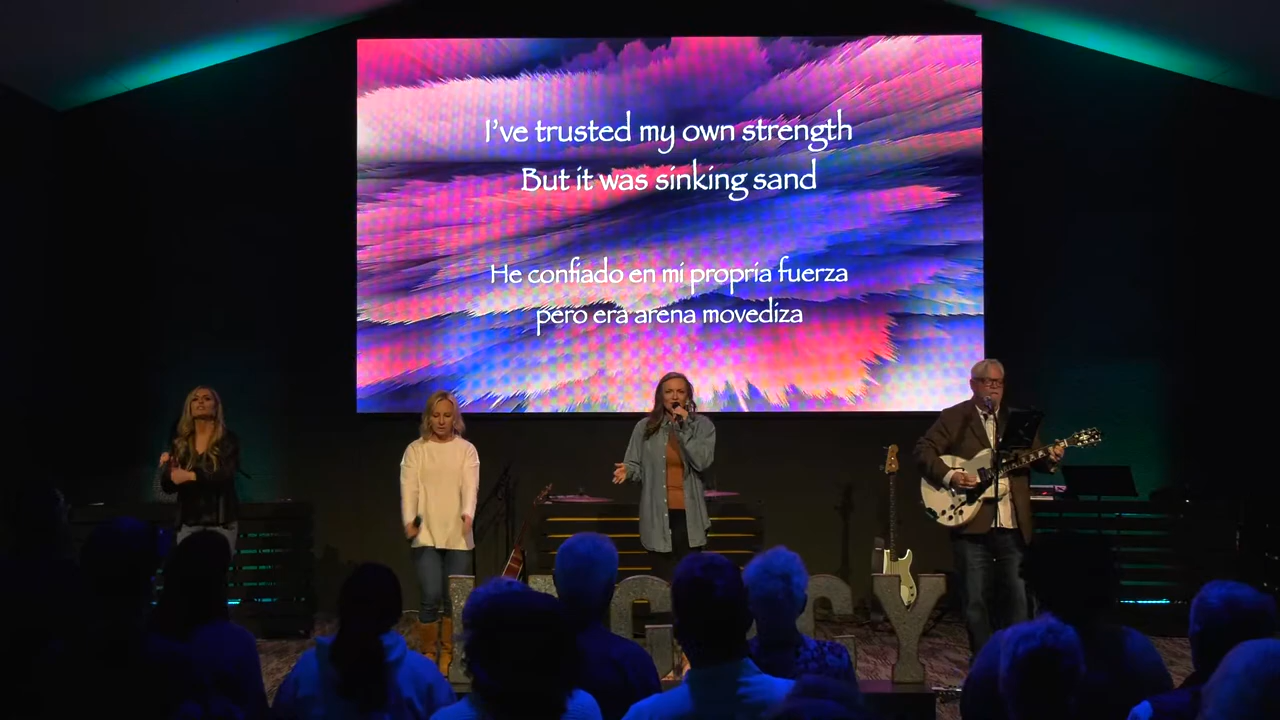 I've trusted my own strength
But it was sinking sand
He confiado en mi propria fuerza
pero era arena movediza